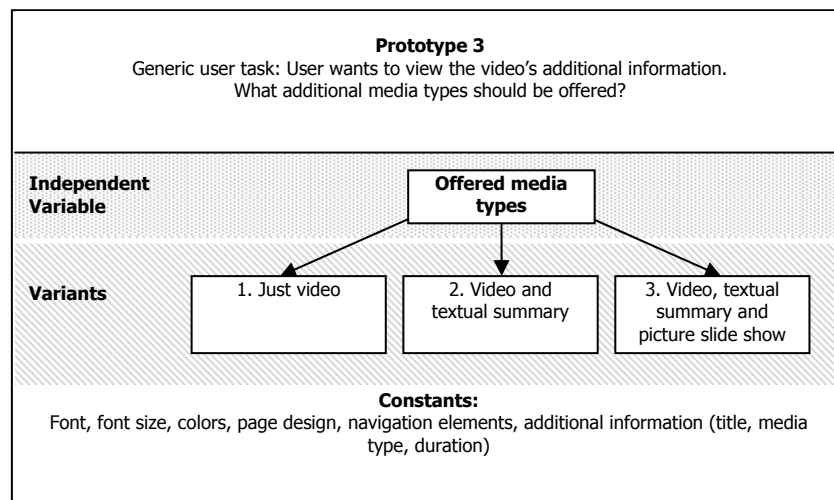 Prototype 3
Generic user task: User wants to view the video’s additional information.
What additional media types should be offered?
Independent
Variable
Offered media
types
Variants
1. Just video
2. Video and
textual summary
3. Video, textual
summary and
picture slide show
Constants:
Font, font size, colors, page design, navigation elements, additional information (title, media
type, duration)